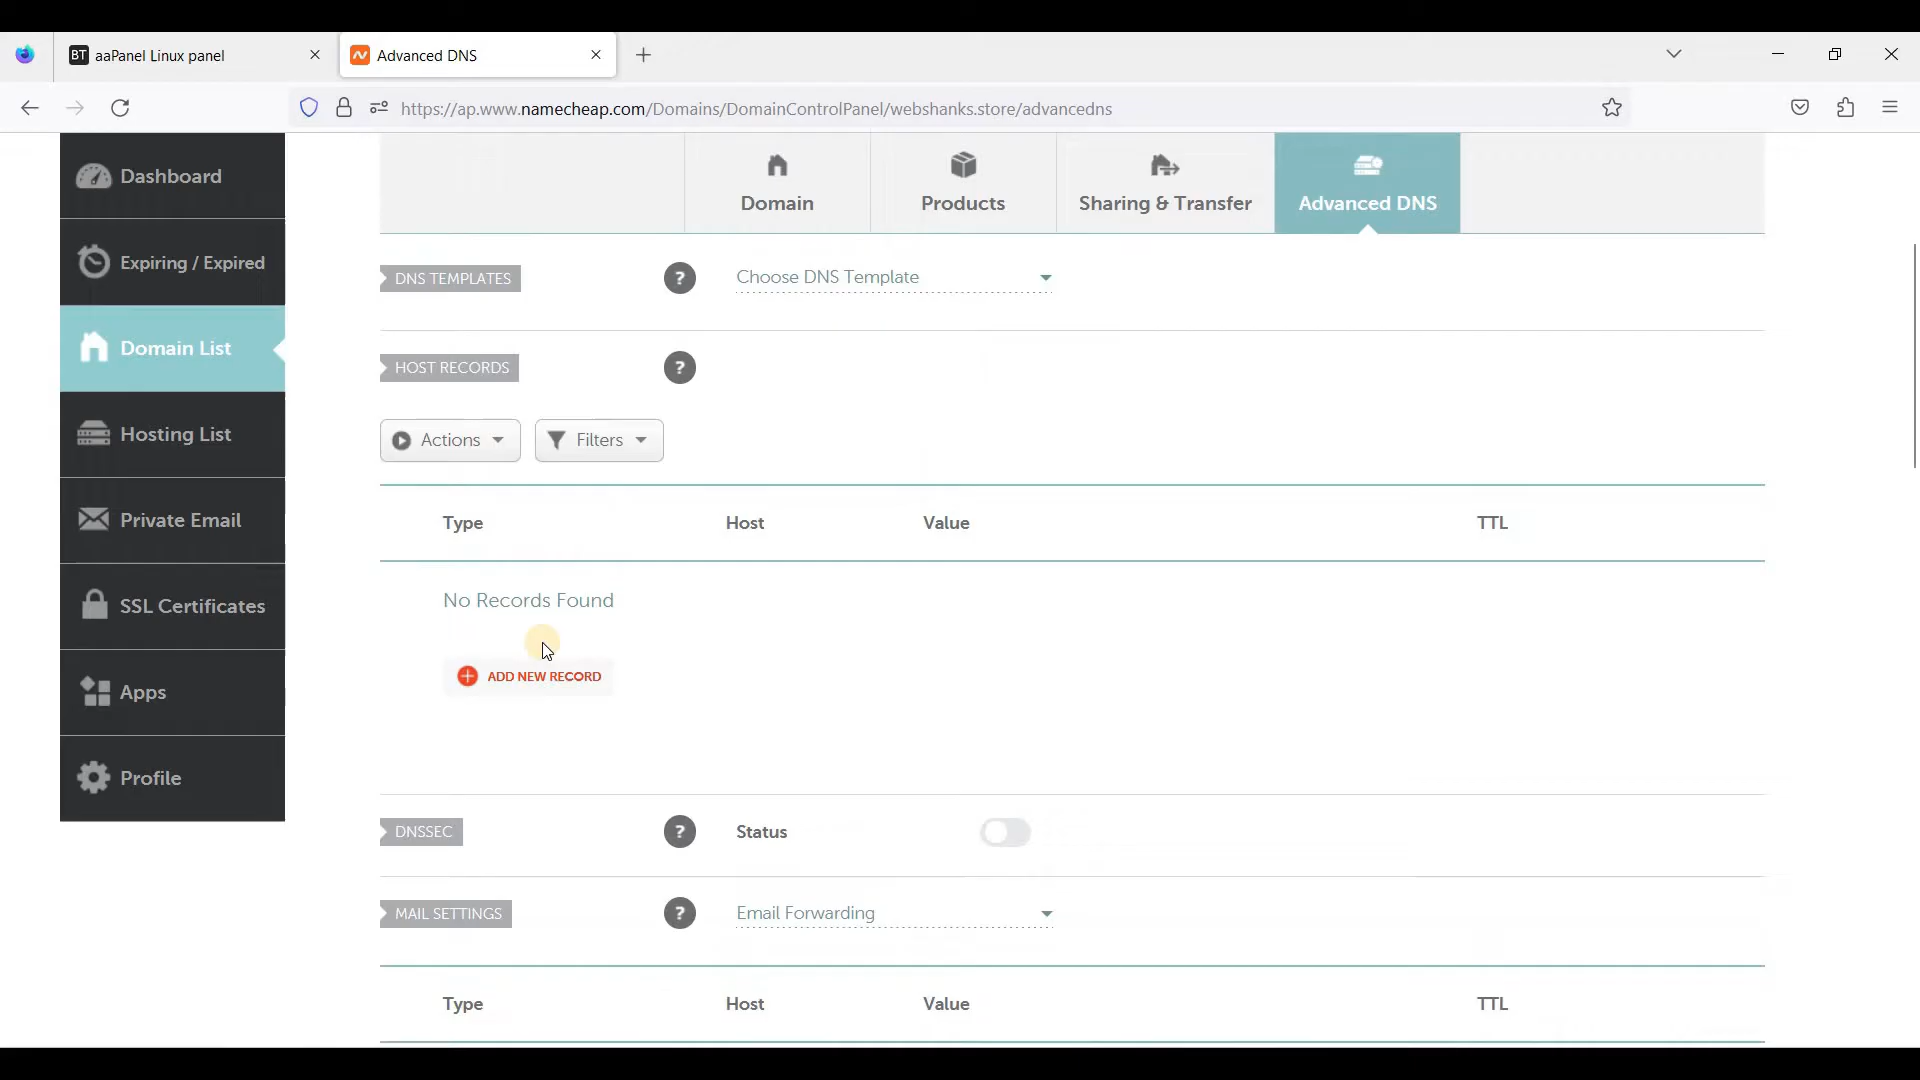 BT aaPanel Linux panel
Advanced DNS
https://ap.www.namecheap.com/Domains/DomainControlPanel/webshanks.store/advancedns
Dashboard
Expiring / Expired
Domain List
Hosting List
Private Email
SSL Certificates
Apps
Profile
Domain
Products
Sharing & Transfer
Advanced DNS
DNS TEMPLATES ? Choose DNS Template
HOST RECORDS ?
Actions Filters
Type Host Value TTL
No Records Found
ADD NEW RECORD
DNSSEC ? Status
MAIL SETTINGS ? Email Forwarding
Type Host Value TTL